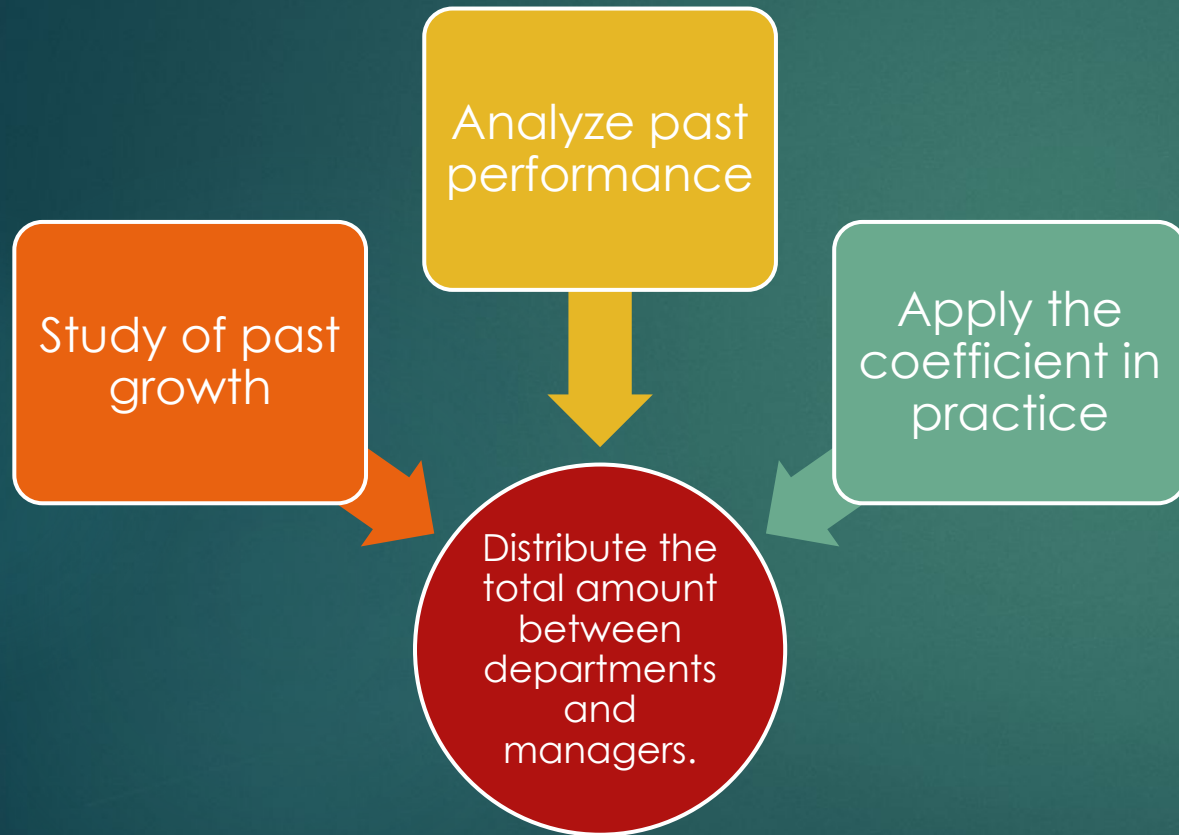 Study of past
growth
Analyze past
performance
Apply the
coefficient in
practice
Distribute the
total amount
between
departments
and
managers.